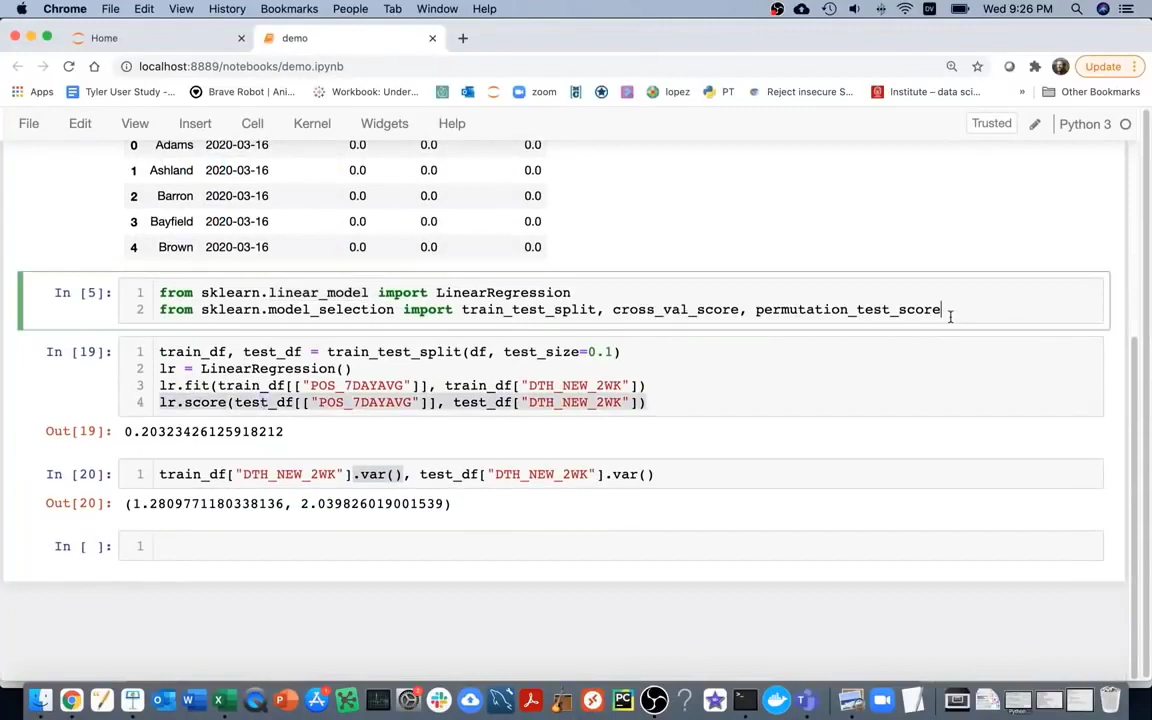 Chrome File Edit View History Bookmarks People Tab Window Help DV Wed 9:26 PM
Home demo
localhost:8889/notebooks/demo.ipynb Update
Apps Tyler User Study -... Brave Robot | Ani... Workbook: Under... zoom lopez PT Reject insecure S... Institute – data sci... » Other Bookmarks
File Edit View Insert Cell Kernel Widgets Help Trusted Python 3
0 Adams 2020-03-16 0.0 0.0 0.0
1 Ashland 2020-03-16 0.0 0.0 0.0
2 Barron 2020-03-16 0.0 0.0 0.0
3 Bayfield 2020-03-16 0.0 0.0 0.0
4 Brown 2020-03-16 0.0 0.0 0.0
In [5]: 1 from sklearn.linear_model import LinearRegression
2 from sklearn.model_selection import train_test_split, cross_val_score, permutation_test_score
In [19]: 1 train_df, test_df = train_test_split(df, test_size=0.1)
2 lr = LinearRegression()
3 lr.fit(train_df[["POS_7DAYAVG"]], train_df["DTH_NEW_2WK"])
4 lr.score(test_df[["POS_7DAYAVG"]], test_df["DTH_NEW_2WK"])
Out[19]: 0.20323426125918212
In [20]: 1 train_df["DTH_NEW_2WK"].var(), test_df["DTH_NEW_2WK"].var()
Out[20]: (1.2809771180338136, 2.039826019001539)
In [ ]: 1